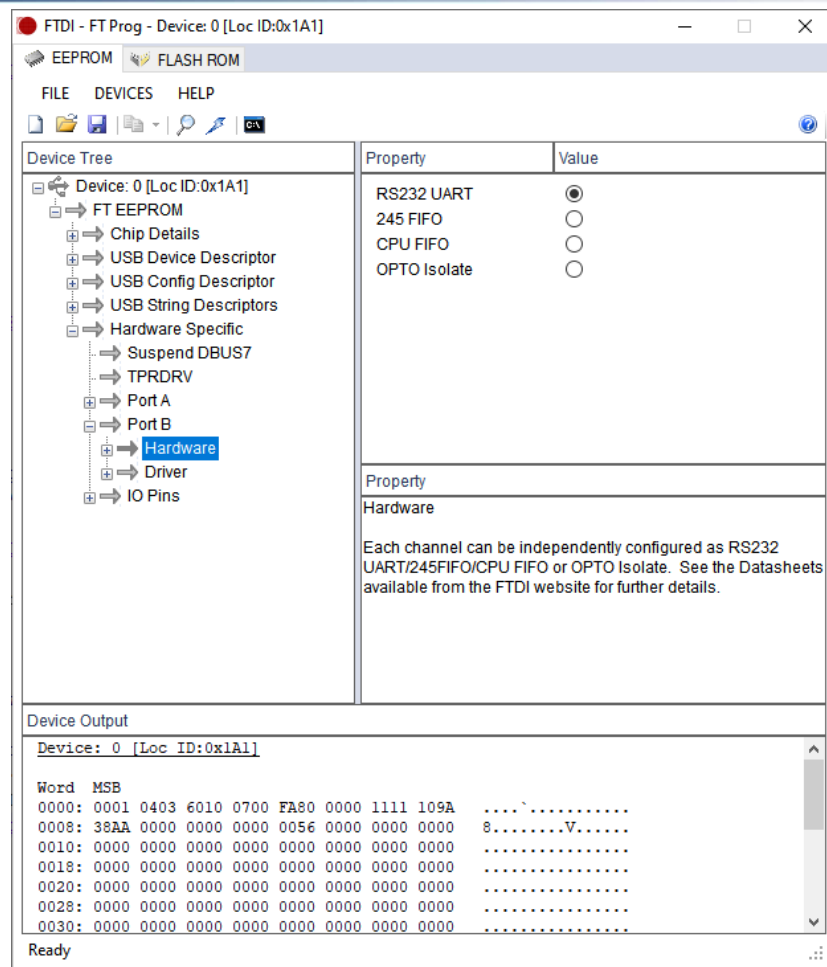 FTDI - FT Prog - Device: 0 [Loc ID:0x1A1]
EEPROM FLASH ROM
FILE DEVICES HELP
C:\
Device Tree
Device: 0 [Loc ID:0x1A1]
FT EEPROM
Chip Details
USB Device Descriptor
USB Config Descriptor
USB String Descriptors
Hardware Specific
Suspend DBUS7
TPRDRV
Port A
Port B
Hardware
Driver
IO Pins
Property Value
RS232 UART
245 FIFO
CPU FIFO
OPTO Isolate
Property
Hardware
Each channel can be independently configured as RS232
UART/245FIFO/CPU FIFO or OPTO Isolate. See the Datasheets
available from the FTDI website for further details.
Device Output
Device: 0 [Loc ID:0x1A1]
Word MSB
0000: 0001 0403 6010 0700 FA80 0000 1111 109A ....`...........
0008: 38AA 0000 0000 0000 0056 0000 0000 0000 8........V......
0010: 0000 0000 0000 0000 0000 0000 0000 0000 ................
0018: 0000 0000 0000 0000 0000 0000 0000 0000 ................
0020: 0000 0000 0000 0000 0000 0000 0000 0000 ................
0028: 0000 0000 0000 0000 0000 0000 0000 0000 ................
0030: 0000 0000 0000 0000 0000 0000 0000 0000 ................
Ready